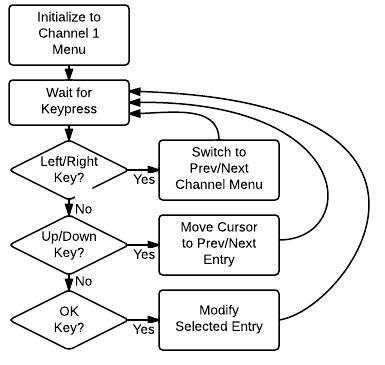 Initialize to
Channel 1
Menu
Wait for
Keypress
Left/Right
Key?
Yes
Switch to
Prev/Next
Channel Menu
No
Up/Down
Key?
Yes
Move Cursor
to Prev/Next
Entry
No
OK
Key?
Yes
Modify
Selected Entry